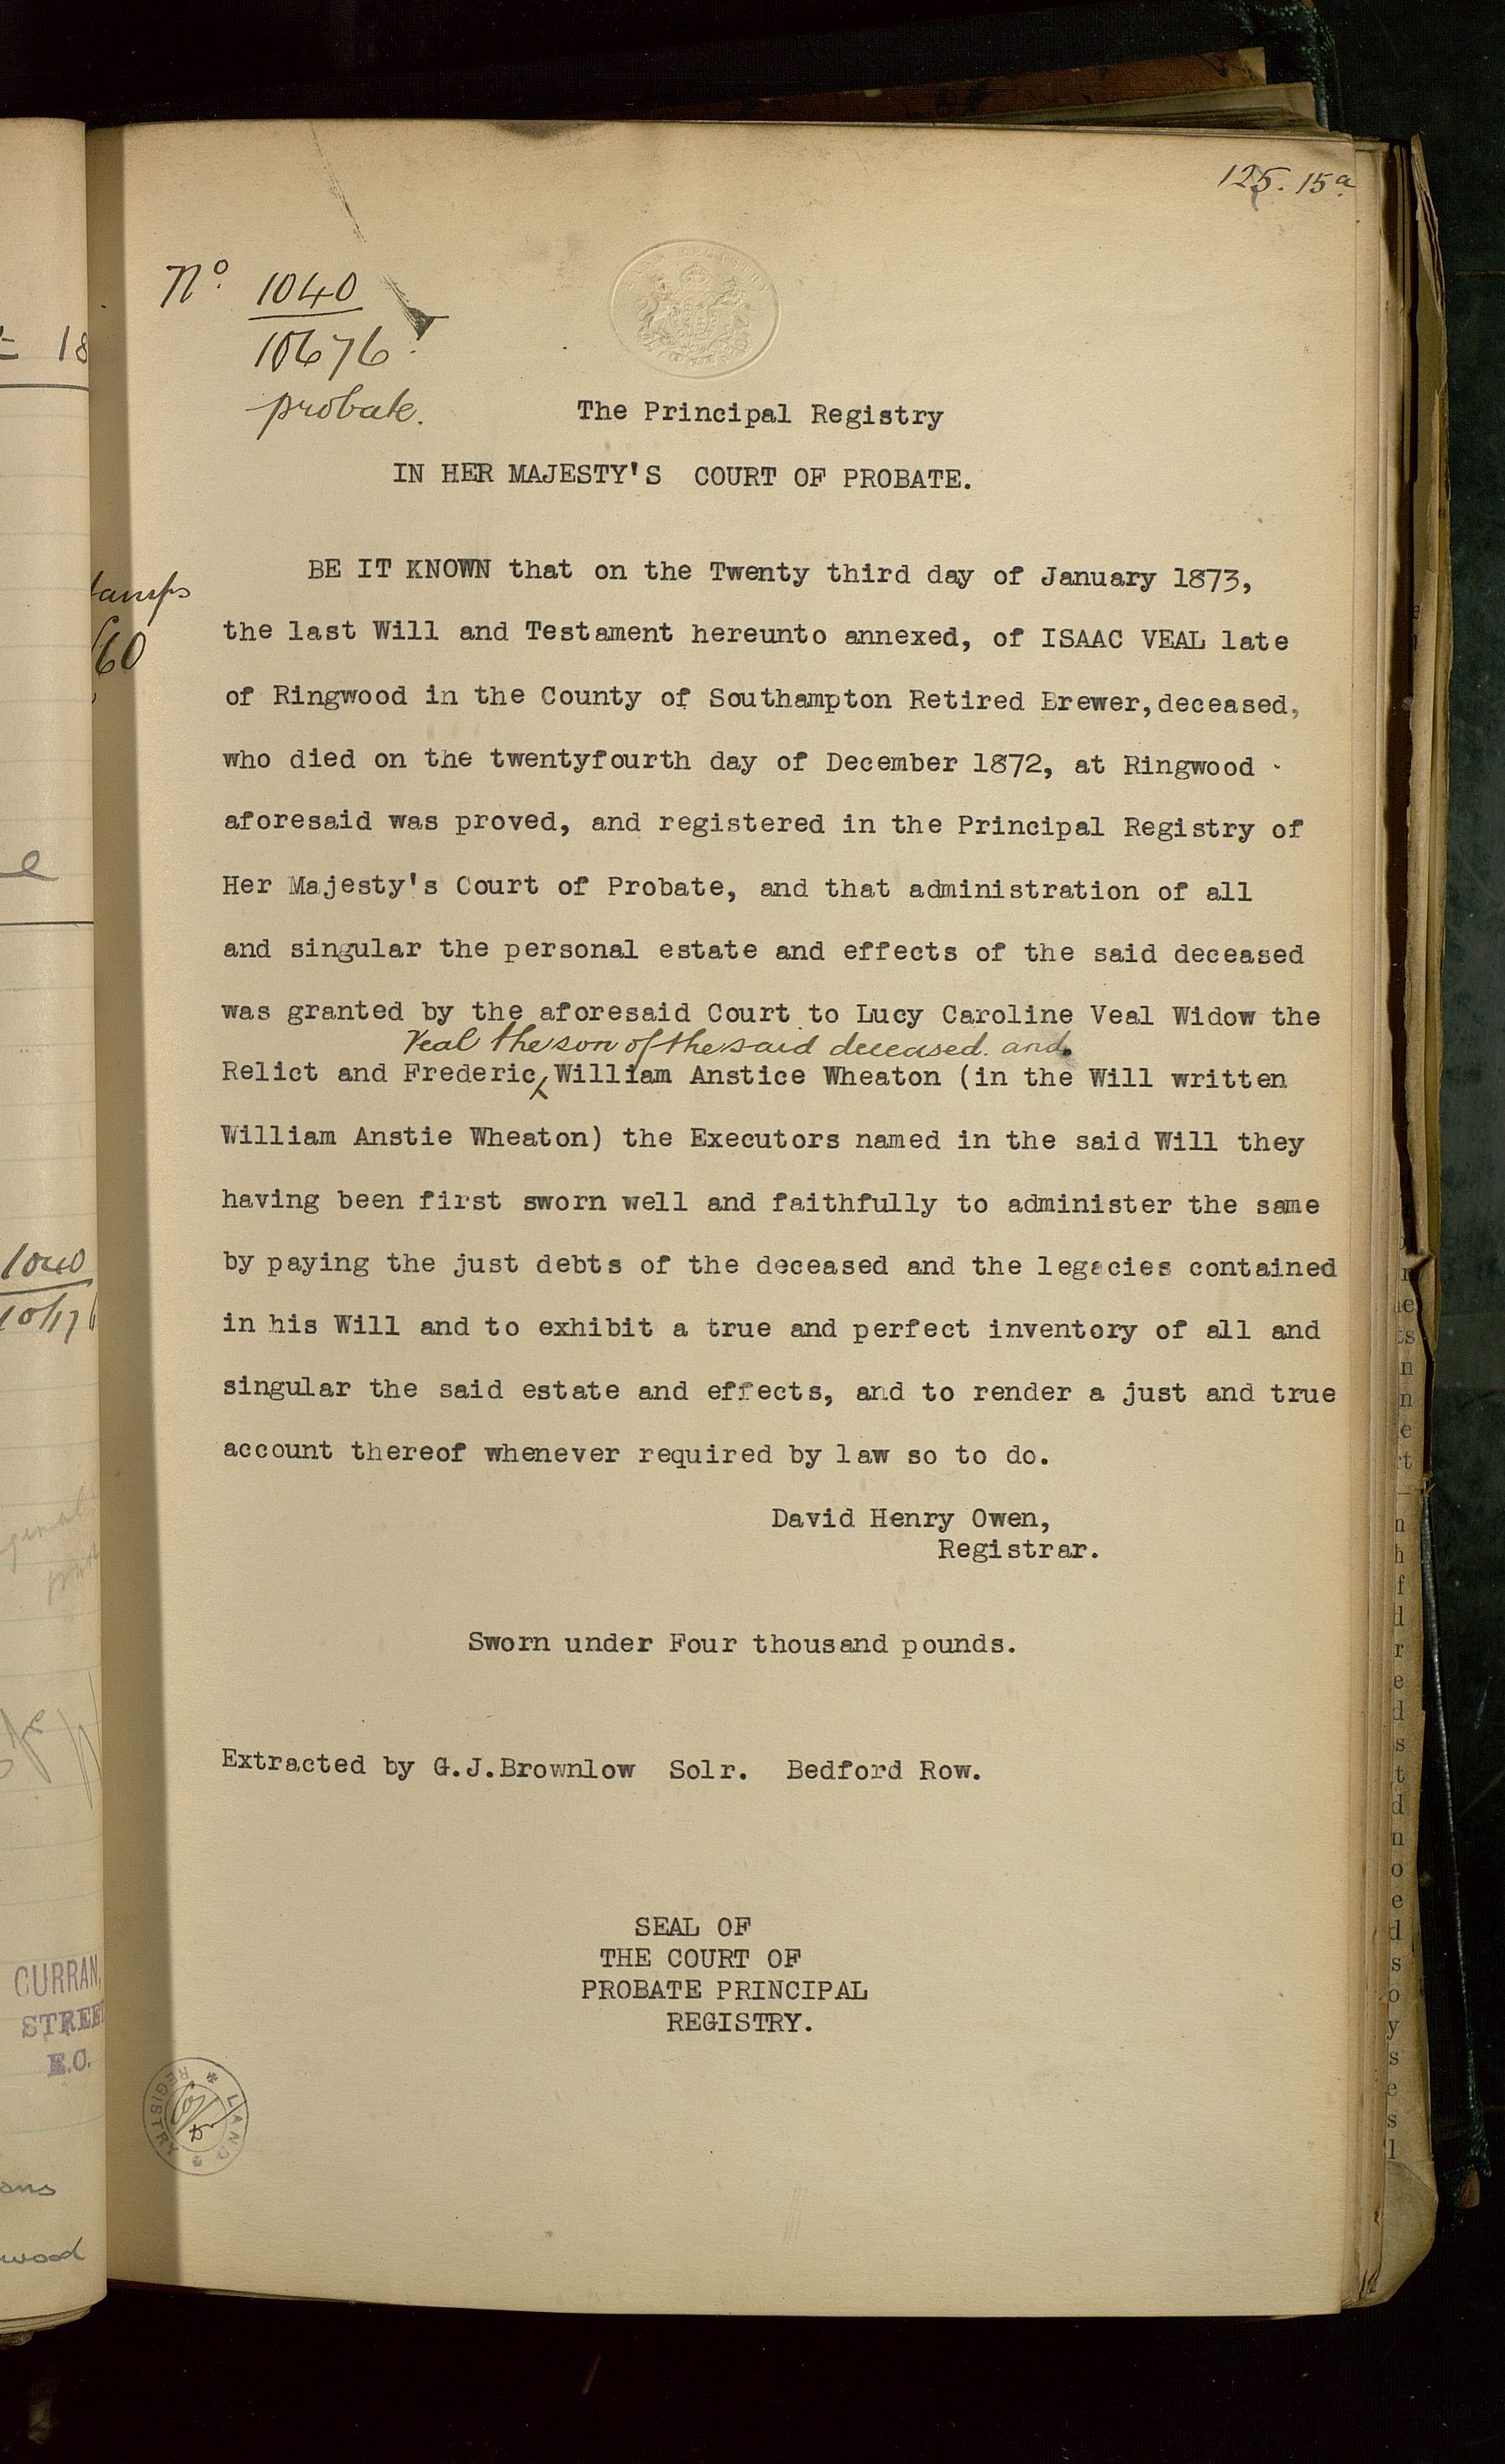 125. 15a
No. 1040
10676
probate.
The Principal Registry
IN HER MAJESTY'S COURT OF PROBATE.
BE IT KNOWN that on the Twenty third day of January 1873,
the last Will and Testament hereunto annexed, of ISAAC VEAL late
of Ringwood in the County of Southampton Retired Brewer, deceased,
who died on the twentyfourth day of December 1872, at Ringwood
aforesaid was proved, and registered in the Principal Registry of
Her Majesty's Court of Probate, and that administration of all
and singular the personal estate and effects of the said deceased
was granted by the aforesaid Court to Lucy Caroline Veal Widow the
Veal the son of the said deceased. and
Relict and Frederic William Anstice Wheaton (in the Will written
William Anstie Wheaton) the Executors named in the said Will they
having been first sworn well and faithfully to administer the same
by paying the just debts of the deceased and the legacies contained
in his Will and to exhibit a true and perfect inventory of all and
singular the said estate and effects, and to render a just and true
account thereof whenever required by law so to do.
David Henry Owen,
Registrar.
Sworn under Four thousand pounds.
Extracted by G.J.Brownlow Solr. Bedford Row.
SEAL OF
THE COURT OF
PROBATE PRINCIPAL
REGISTRY.
LAND REGISTRY
18
60
1040
CURRAN,
STREET
E.C.